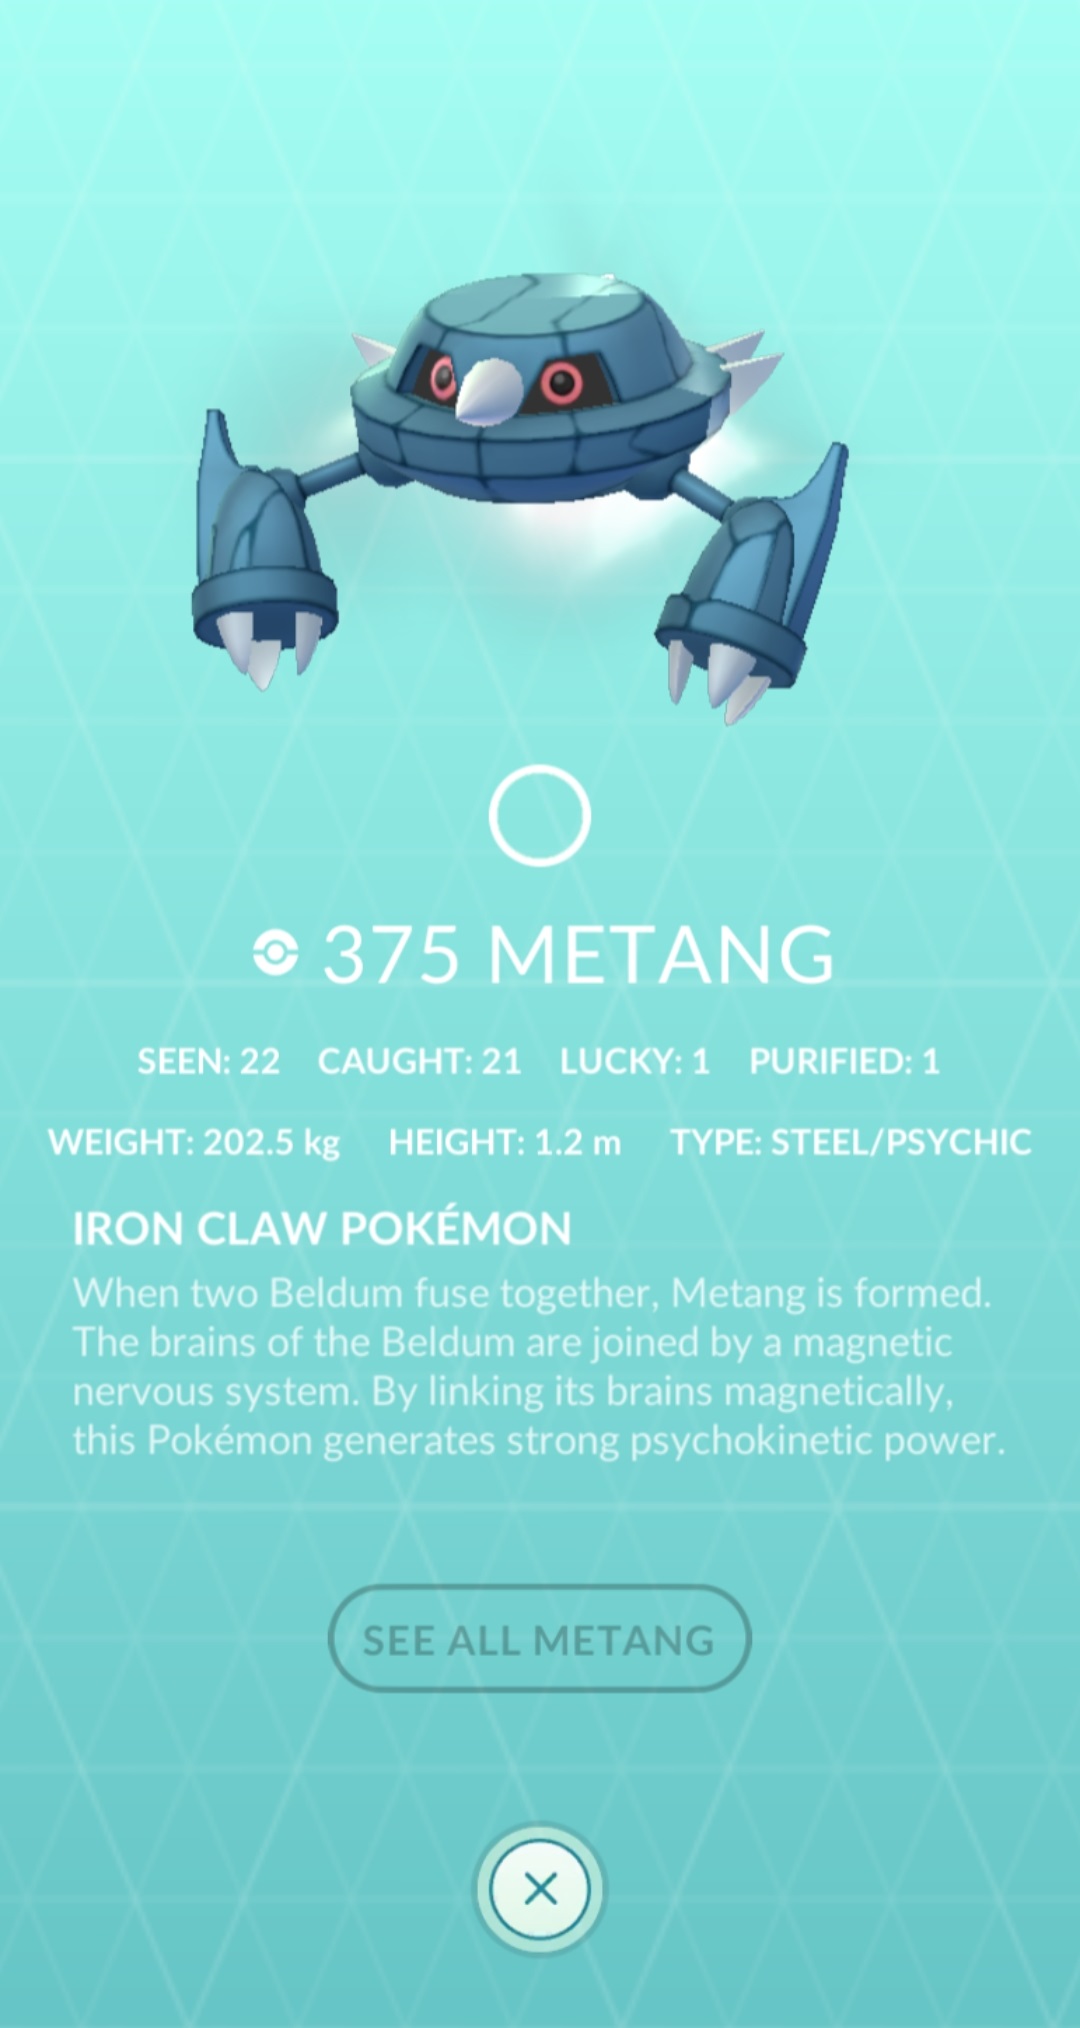 375 METANG
SEEN: 22 CAUGHT: 21 LUCKY: 1 PURIFIED: 1
WEIGHT: 202.5 kg HEIGHT: 1.2 m TYPE: STEEL/PSYCHIC
IRON CLAW POKÉMON
When two Beldum fuse together, Metang is formed.
The brains of the Beldum are joined by a magnetic
nervous system. By linking its brains magnetically,
this Pokémon generates strong psychokinetic power.
SEE ALL METANG